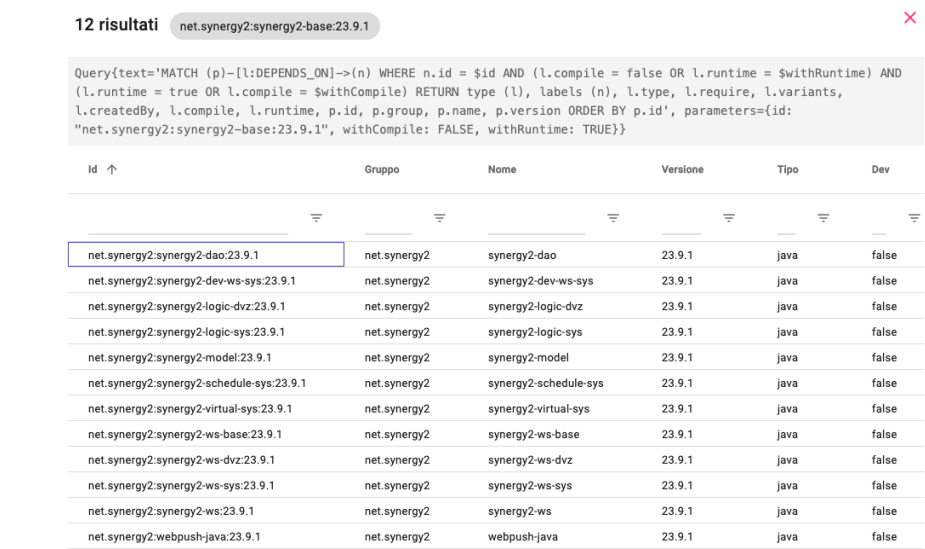 12 risultati net.synergy2:synergy2-base:23.9.1
Query{text='MATCH (p)-[l:DEPENDS_ON]->(n) WHERE n.id = $id AND (l.compile = false OR l.runtime = $withRuntime) AND
(l.runtime = true OR l.compile = $withCompile) RETURN type (l), labels (n), l.type, l.require, l.variants,
l.createdBy, l.compile, l.runtime, p.id, p.group, p.name, p.version ORDER BY p.id', parameters={id:
"net.synergy2:synergy2-base:23.9.1", withCompile: FALSE, withRuntime: TRUE}}
Id ↑ Gruppo Nome Versione Tipo Dev
net.synergy2:synergy2-dao:23.9.1 net.synergy2 synergy2-dao 23.9.1 java false
net.synergy2:synergy2-dev-ws-sys:23.9.1 net.synergy2 synergy2-dev-ws-sys 23.9.1 java false
net.synergy2:synergy2-logic-dvz:23.9.1 net.synergy2 synergy2-logic-dvz 23.9.1 java false
net.synergy2:synergy2-logic-sys:23.9.1 net.synergy2 synergy2-logic-sys 23.9.1 java false
net.synergy2:synergy2-model:23.9.1 net.synergy2 synergy2-model 23.9.1 java false
net.synergy2:synergy2-schedule-sys:23.9.1 net.synergy2 synergy2-schedule-sys 23.9.1 java false
net.synergy2:synergy2-virtual-sys:23.9.1 net.synergy2 synergy2-virtual-sys 23.9.1 java false
net.synergy2:synergy2-ws-base:23.9.1 net.synergy2 synergy2-ws-base 23.9.1 java false
net.synergy2:synergy2-ws-dvz:23.9.1 net.synergy2 synergy2-ws-dvz 23.9.1 java false
net.synergy2:synergy2-ws-sys:23.9.1 net.synergy2 synergy2-ws-sys 23.9.1 java false
net.synergy2:synergy2-ws:23.9.1 net.synergy2 synergy2-ws 23.9.1 java false
net.synergy2:webpush-java:23.9.1 net.synergy2 webpush-java 23.9.1 java false